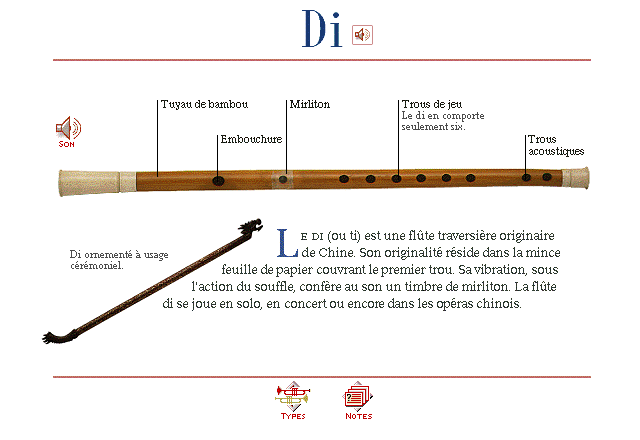 Di
Tuyau de bambou
Mirliton
Trous de jeu
Le di en comporte
seulement six.
Embouchure
Trous
acoustiques
Son
Di ornementé à usage
cérémoniel.
LE DI (ou ti) est une flûte traversière originaire
de Chine. Son originalité réside dans la mince
feuille de papier couvrant le premier trou. Sa vibration, sous
l'action du souffle, confère au son un timbre de mirliton. La flûte
di se joue en solo, en concert ou encore dans les opéras chinois.
Types
Notes